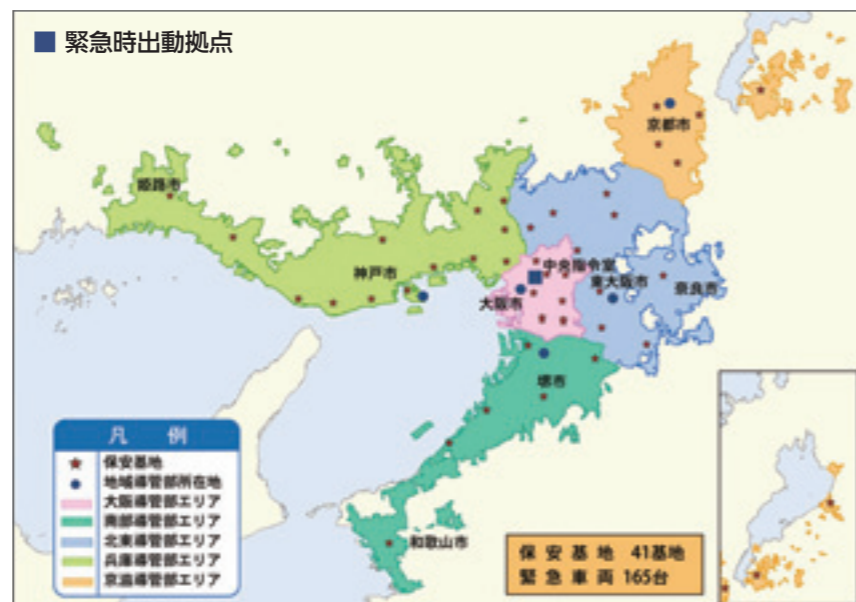 ■ 緊急時出動拠点
京都市
姫路市
神戸市
中央指令室
東大阪市
奈良市
大阪市
堺市
和歌山市
凡 例
保安基地
地域導管部所在地
大阪導管部エリア
南部導管部エリア
北東導管部エリア
兵庫導管部エリア
京滋導管部エリア
保安基地 41基地
緊急車両 165台